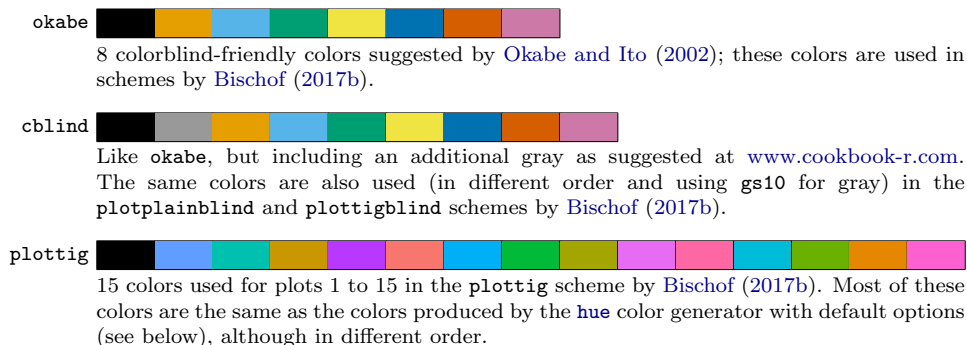 okabe
8 colorblind-friendly colors suggested by Okabe and Ito (2002); these colors are used in
schemes by Bischof (2017b).
cblind
Like okabe, but including an additional gray as suggested at www.cookbook-r.com.
The same colors are also used (in different order and using gs10 for gray) in the
plotplainblind and plottigblind schemes by Bischof (2017b).
plottig
15 colors used for plots 1 to 15 in the plottig scheme by Bischof (2017b). Most of these
colors are the same as the colors produced by the hue color generator with default options
(see below), although in different order.